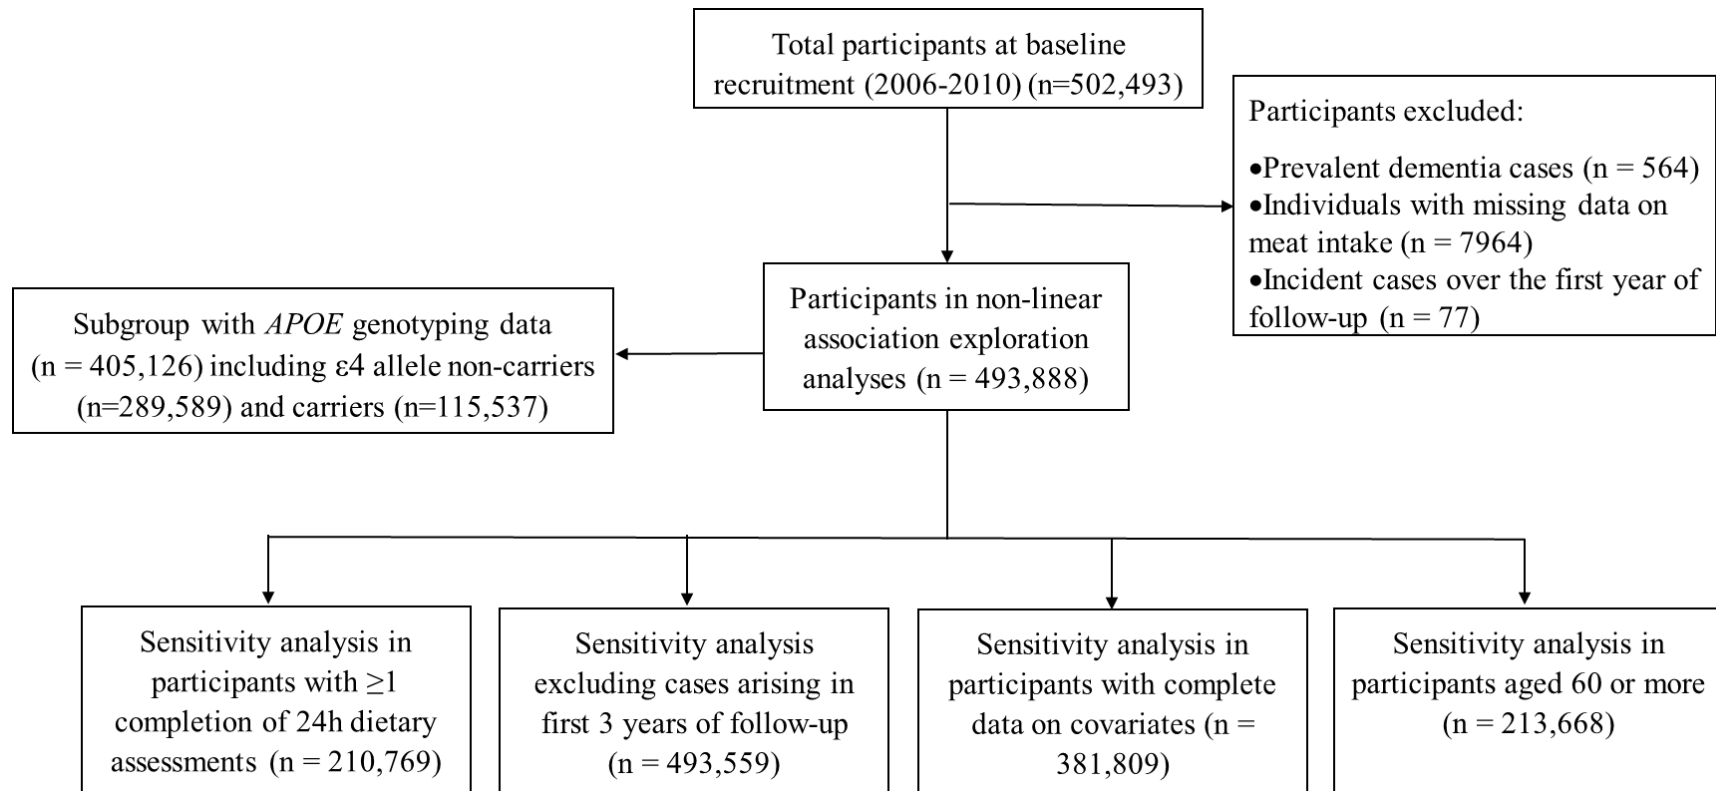 Total participants at baseline
recruitment (2006-2010) (n=502,493)
Participants excluded:
•Prevalent dementia cases (n = 564)
•Individuals with missing data on
meat intake (n = 7964)
•Incident cases over the first year of
follow-up (n = 77)
Participants in non-linear
association exploration
analyses (n = 493,888)
Subgroup with APOE genotyping data
(n = 405,126) including ε4 allele non-carriers
(n=289,589) and carriers (n=115,537)
Sensitivity analysis in
participants with ≥1
completion of 24h dietary
assessments (n = 210,769)
Sensitivity analysis
excluding cases arising in
first 3 years of follow-up
(n = 493,559)
Sensitivity analysis in
participants with complete
data on covariates (n =
381,809)
Sensitivity analysis in
participants aged 60 or more
(n = 213,668)